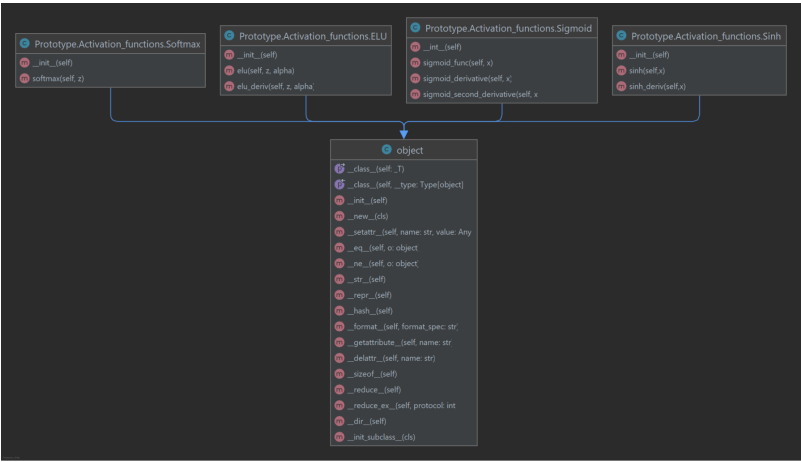 Prototype.Activation_functions.Softmax
__init__(self)
softmax(self, z)
Prototype.Activation_functions.ELU
__init__(self)
elu(self, z, alpha)
elu_deriv(self, z, alpha)
Prototype.Activation_functions.Sigmoid
__int__(self)
sigmoid_func(self, x)
sigmoid_derivative(self, x)
sigmoid_second_derivative(self, x
Prototype.Activation_functions.Sinh
__init__(self)
sinh(self,x)
sinh_deriv(self,x)
object
__class__(self: _T)
__class__(self, __type: Type[object]
__init__(self)
__new__(cls)
__setattr__(self, name: str, value: Any
__eq__(self, o: object
__ne__(self, o: object)
__str__(self)
__repr__(self)
__hash__(self)
__format__(self, format_spec: str)
__getattribute__(self, name: str
__delattr__(self, name: str)
__sizeof__(self)
__reduce__(self)
__reduce_ex__(self, protocol: int
__dir__(self)
__init_subclass__(cls)